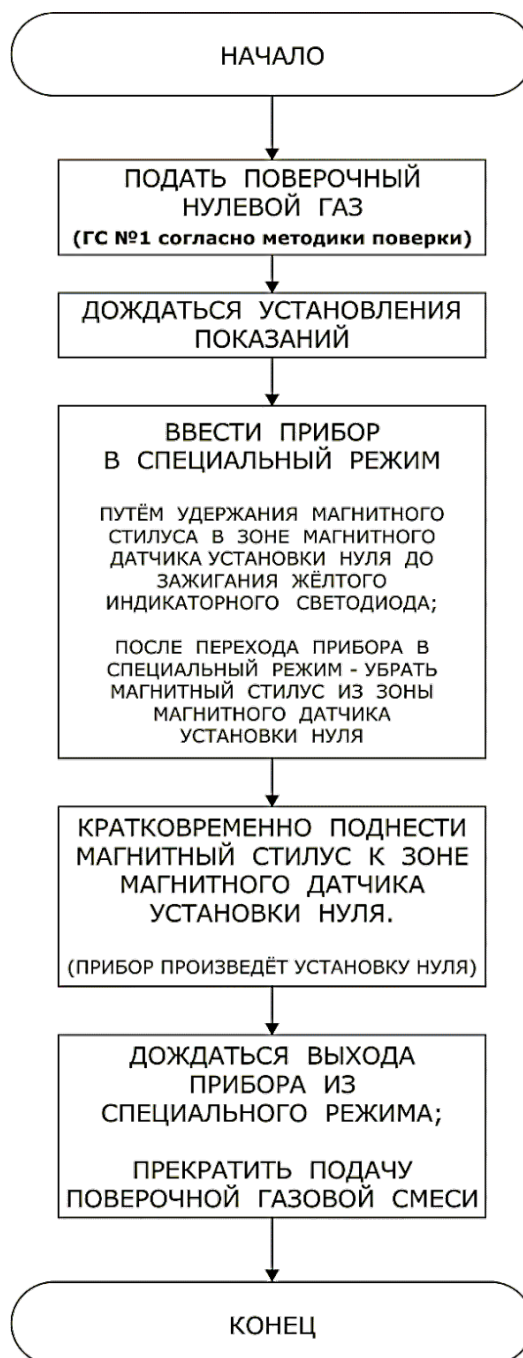 НАЧАЛО
ПОДАТЬ ПОВЕРОЧНЫЙ
НУЛЕВОЙ ГАЗ
(ГС №1 согласно методики поверки)
ДОЖДАТЬСЯ УСТАНОВЛЕНИЯ
ПОКАЗАНИЙ
ВВЕСТИ ПРИБОР
В СПЕЦИАЛЬНЫЙ РЕЖИМ
ПУТЁМ УДЕРЖАНИЯ МАГНИТНОГО
СТИЛУСА В ЗОНЕ МАГНИТНОГО
ДАТЧИКА УСТАНОВКИ НУЛЯ ДО
ЗАЖИГАНИЯ ЖЁЛТОГО
ИНДИКАТОРНОГО СВЕТОДИОДА;
ПОСЛЕ ПЕРЕХОДА ПРИБОРА В
СПЕЦИАЛЬНЫЙ РЕЖИМ - УБРАТЬ
МАГНИТНЫЙ СТИЛУС ИЗ ЗОНЫ
МАГНИТНОГО ДАТЧИКА
УСТАНОВКИ НУЛЯ
КРАТКОВРЕМЕННО ПОДНЕСТИ
МАГНИТНЫЙ СТИЛУС К ЗОНЕ
МАГНИТНОГО ДАТЧИКА
УСТАНОВКИ НУЛЯ.
(ПРИБОР ПРОИЗВЕДЁТ УСТАНОВКУ НУЛЯ)
ДОЖДАТЬСЯ ВЫХОДА
ПРИБОРА ИЗ
СПЕЦИАЛЬНОГО РЕЖИМА;
ПРЕКРАТИТЬ ПОДАЧУ
ПОВЕРОЧНОЙ ГАЗОВОЙ СМЕСИ
КОНЕЦ